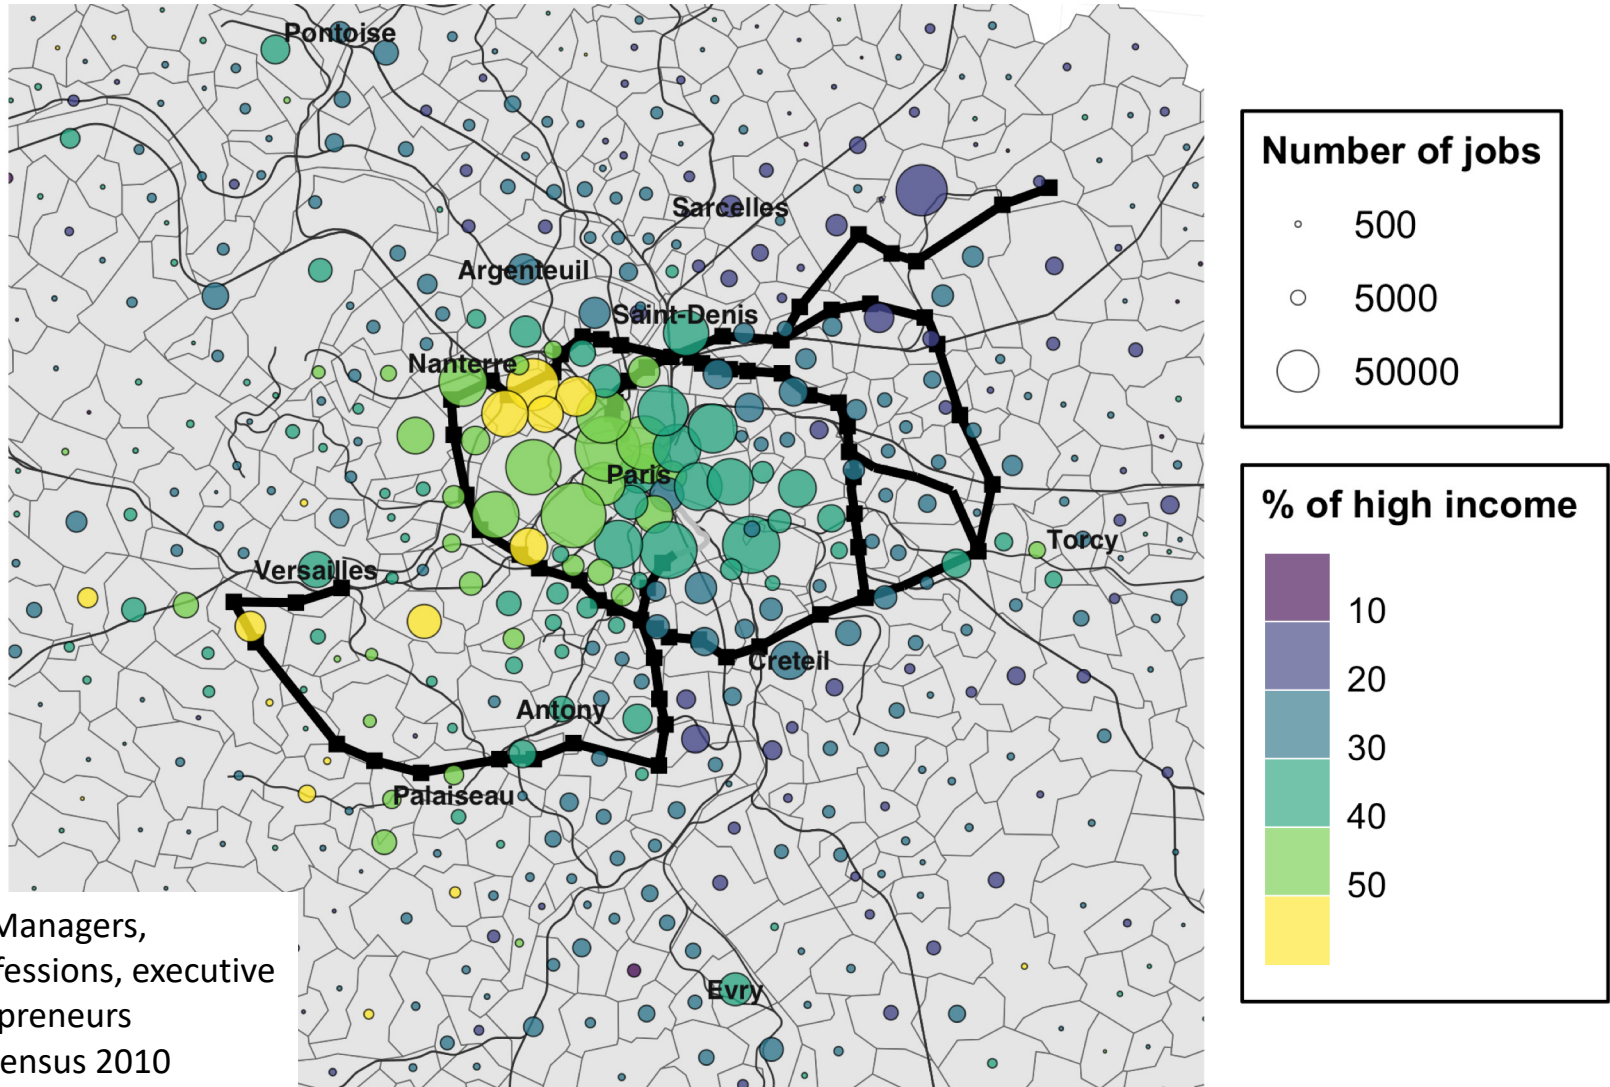 Pontoise
Sarcelles
Argenteuil
Saint-Denis
Nanterre
Paris
Torcy
Versailles
Creteil
Antony
Palaiseau
Evry
Managers,
fessions, executive
preneurs
ensus 2010
Number of jobs
500
5000
50000
% of high income
10
20
30
40
50